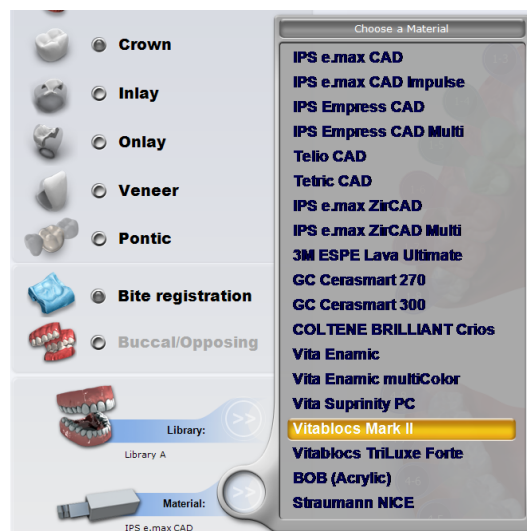 Crown
Inlay
Onlay
Veneer
Pontic
Bite registration
Buccal/Opposing
Library:
Library A
Material:
IPS e.max CAD
Choose a Material
IPS e.max CAD
IPS e.max CAD Impulse
IPS Empress CAD
IPS Empress CAD Multi
Telio CAD
Tetric CAD
IPS e.max ZirCAD
IPS e.max ZirCAD Multi
3M ESPE Lava Ultimate
GC Cerasmart 270
GC Cerasmart 300
COLTENE BRILLIANT Crios
Vita Enamic
Vita Enamic multiColor
Vita Suprinity PC
Vitablocs Mark II
Vitablocs TriLuxe Forte
BOB (Acrylic)
Straumann NICE